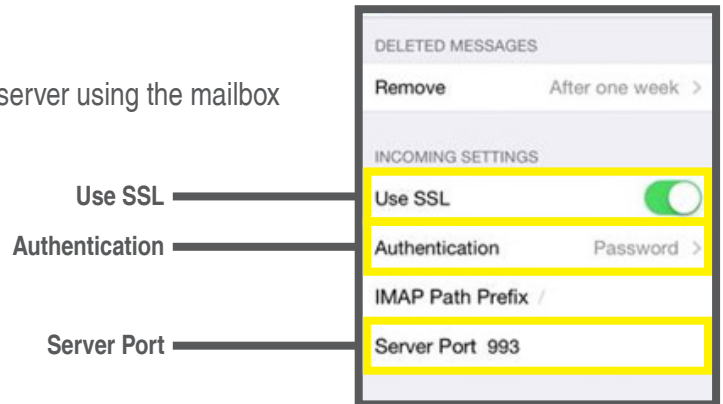 DELETED MESSAGES
server using the mailbox
Remove After one week >
INCOMING SETTINGS
Use SSL Use SSL
Authentication Authentication Password >
IMAP Path Prefix /
Server Port Server Port 993